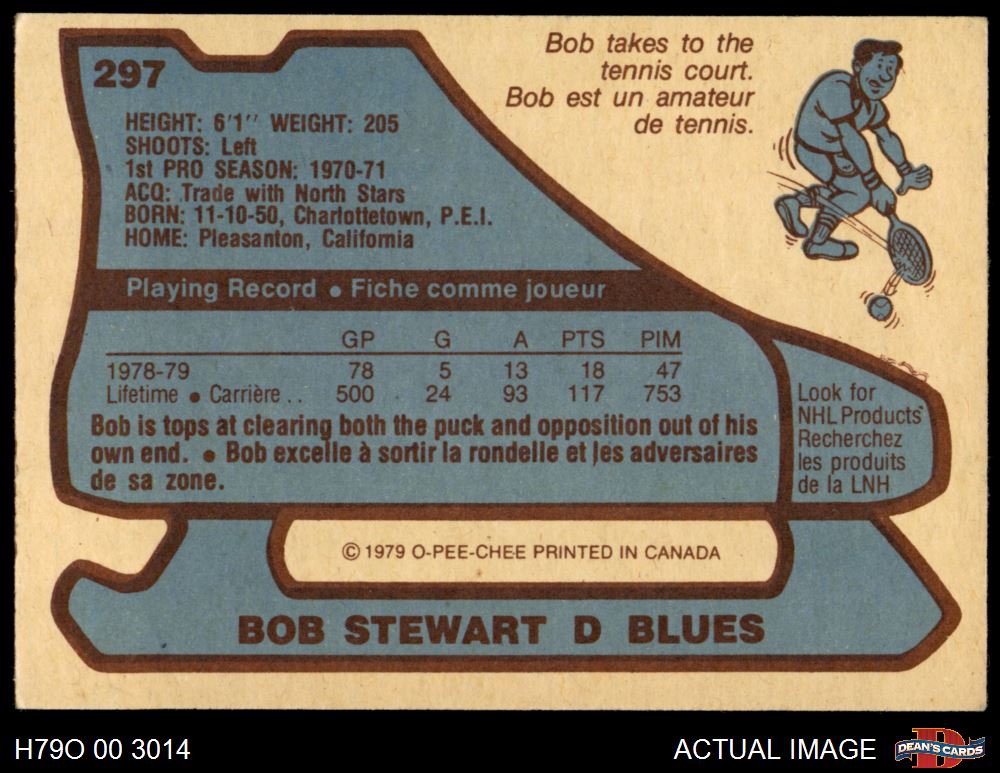 297
Bob takes to the
tennis court.
Bob est un amateur
de tennis.
HEIGHT: 6'1" WEIGHT: 205
SHOOTS: Left
1st PRO SEASON: 1970-71
ACQ: Trade with North Stars
BORN: 11-10-50, Charlottetown, P.E.I.
HOME: Pleasanton, California
Playing Record • Fiche comme joueur
GP G A PTS PIM
1978-79 78 5 13 18 47
Lifetime • Carrière .. 500 24 93 117 753
Bob is tops at clearing both the puck and opposition out of his
own end. • Bob excelle à sortir la rondelle et les adversaires
de sa zone.
Look for
NHL Products
Recherchez
les produits
de la LNH
© 1979 O-PEE-CHEE PRINTED IN CANADA
BOB STEWART D BLUES
H79O 00 3014
ACTUAL IMAGE
DEAN'S CARDS